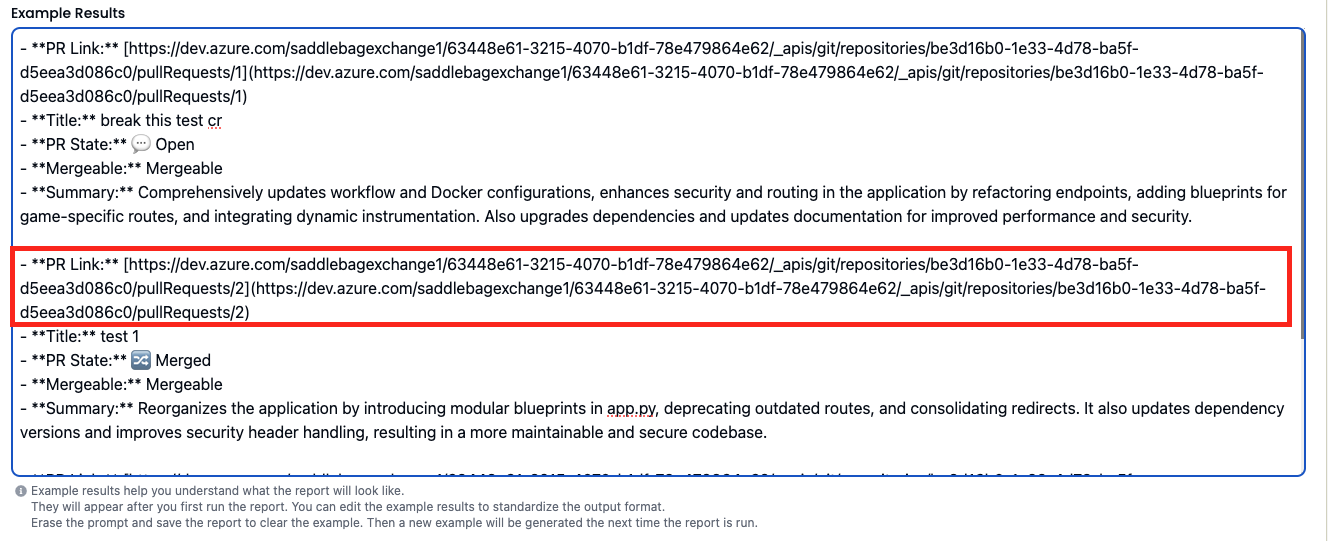 Example Results
- **PR Link:** [https://dev.azure.com/saddlebagexchange1/63448e61-3215-4070-b1df-78e479864e62/_apis/git/repositories/be3d16b0-1e33-4d78-ba5f-
d5eea3d086c0/pullRequests/1](https://dev.azure.com/saddlebagexchange1/63448e61-3215-4070-b1df-78e479864e62/_apis/git/repositories/be3d16b0-1e33-4d78-ba5f-
d5eea3d086c0/pullRequests/1)
- **Title:** break this test cr
- **PR State:** 💬 Open
- **Mergeable:** Mergeable
- **Summary:** Comprehensively updates workflow and Docker configurations, enhances security and routing in the application by refactoring endpoints, adding blueprints for
game-specific routes, and integrating dynamic instrumentation. Also upgrades dependencies and updates documentation for improved performance and security.
- **PR Link:** [https://dev.azure.com/saddlebagexchange1/63448e61-3215-4070-b1df-78e479864e62/_apis/git/repositories/be3d16b0-1e33-4d78-ba5f-
d5eea3d086c0/pullRequests/2](https://dev.azure.com/saddlebagexchange1/63448e61-3215-4070-b1df-78e479864e62/_apis/git/repositories/be3d16b0-1e33-4d78-ba5f-
d5eea3d086c0/pullRequests/2)
- **Title:** test 1
- **PR State:** 🔀 Merged
- **Mergeable:** Mergeable
- **Summary:** Reorganizes the application by introducing modular blueprints in app.py, deprecating outdated routes, and consolidating redirects. It also updates dependency
versions and improves security header handling, resulting in a more maintainable and secure codebase.
Example results help you understand what the report will look like.
They will appear after you first run the report. You can edit the example results to standardize the output format.
Erase the prompt and save the report to clear the example. Then a new example will be generated the next time the report is run.